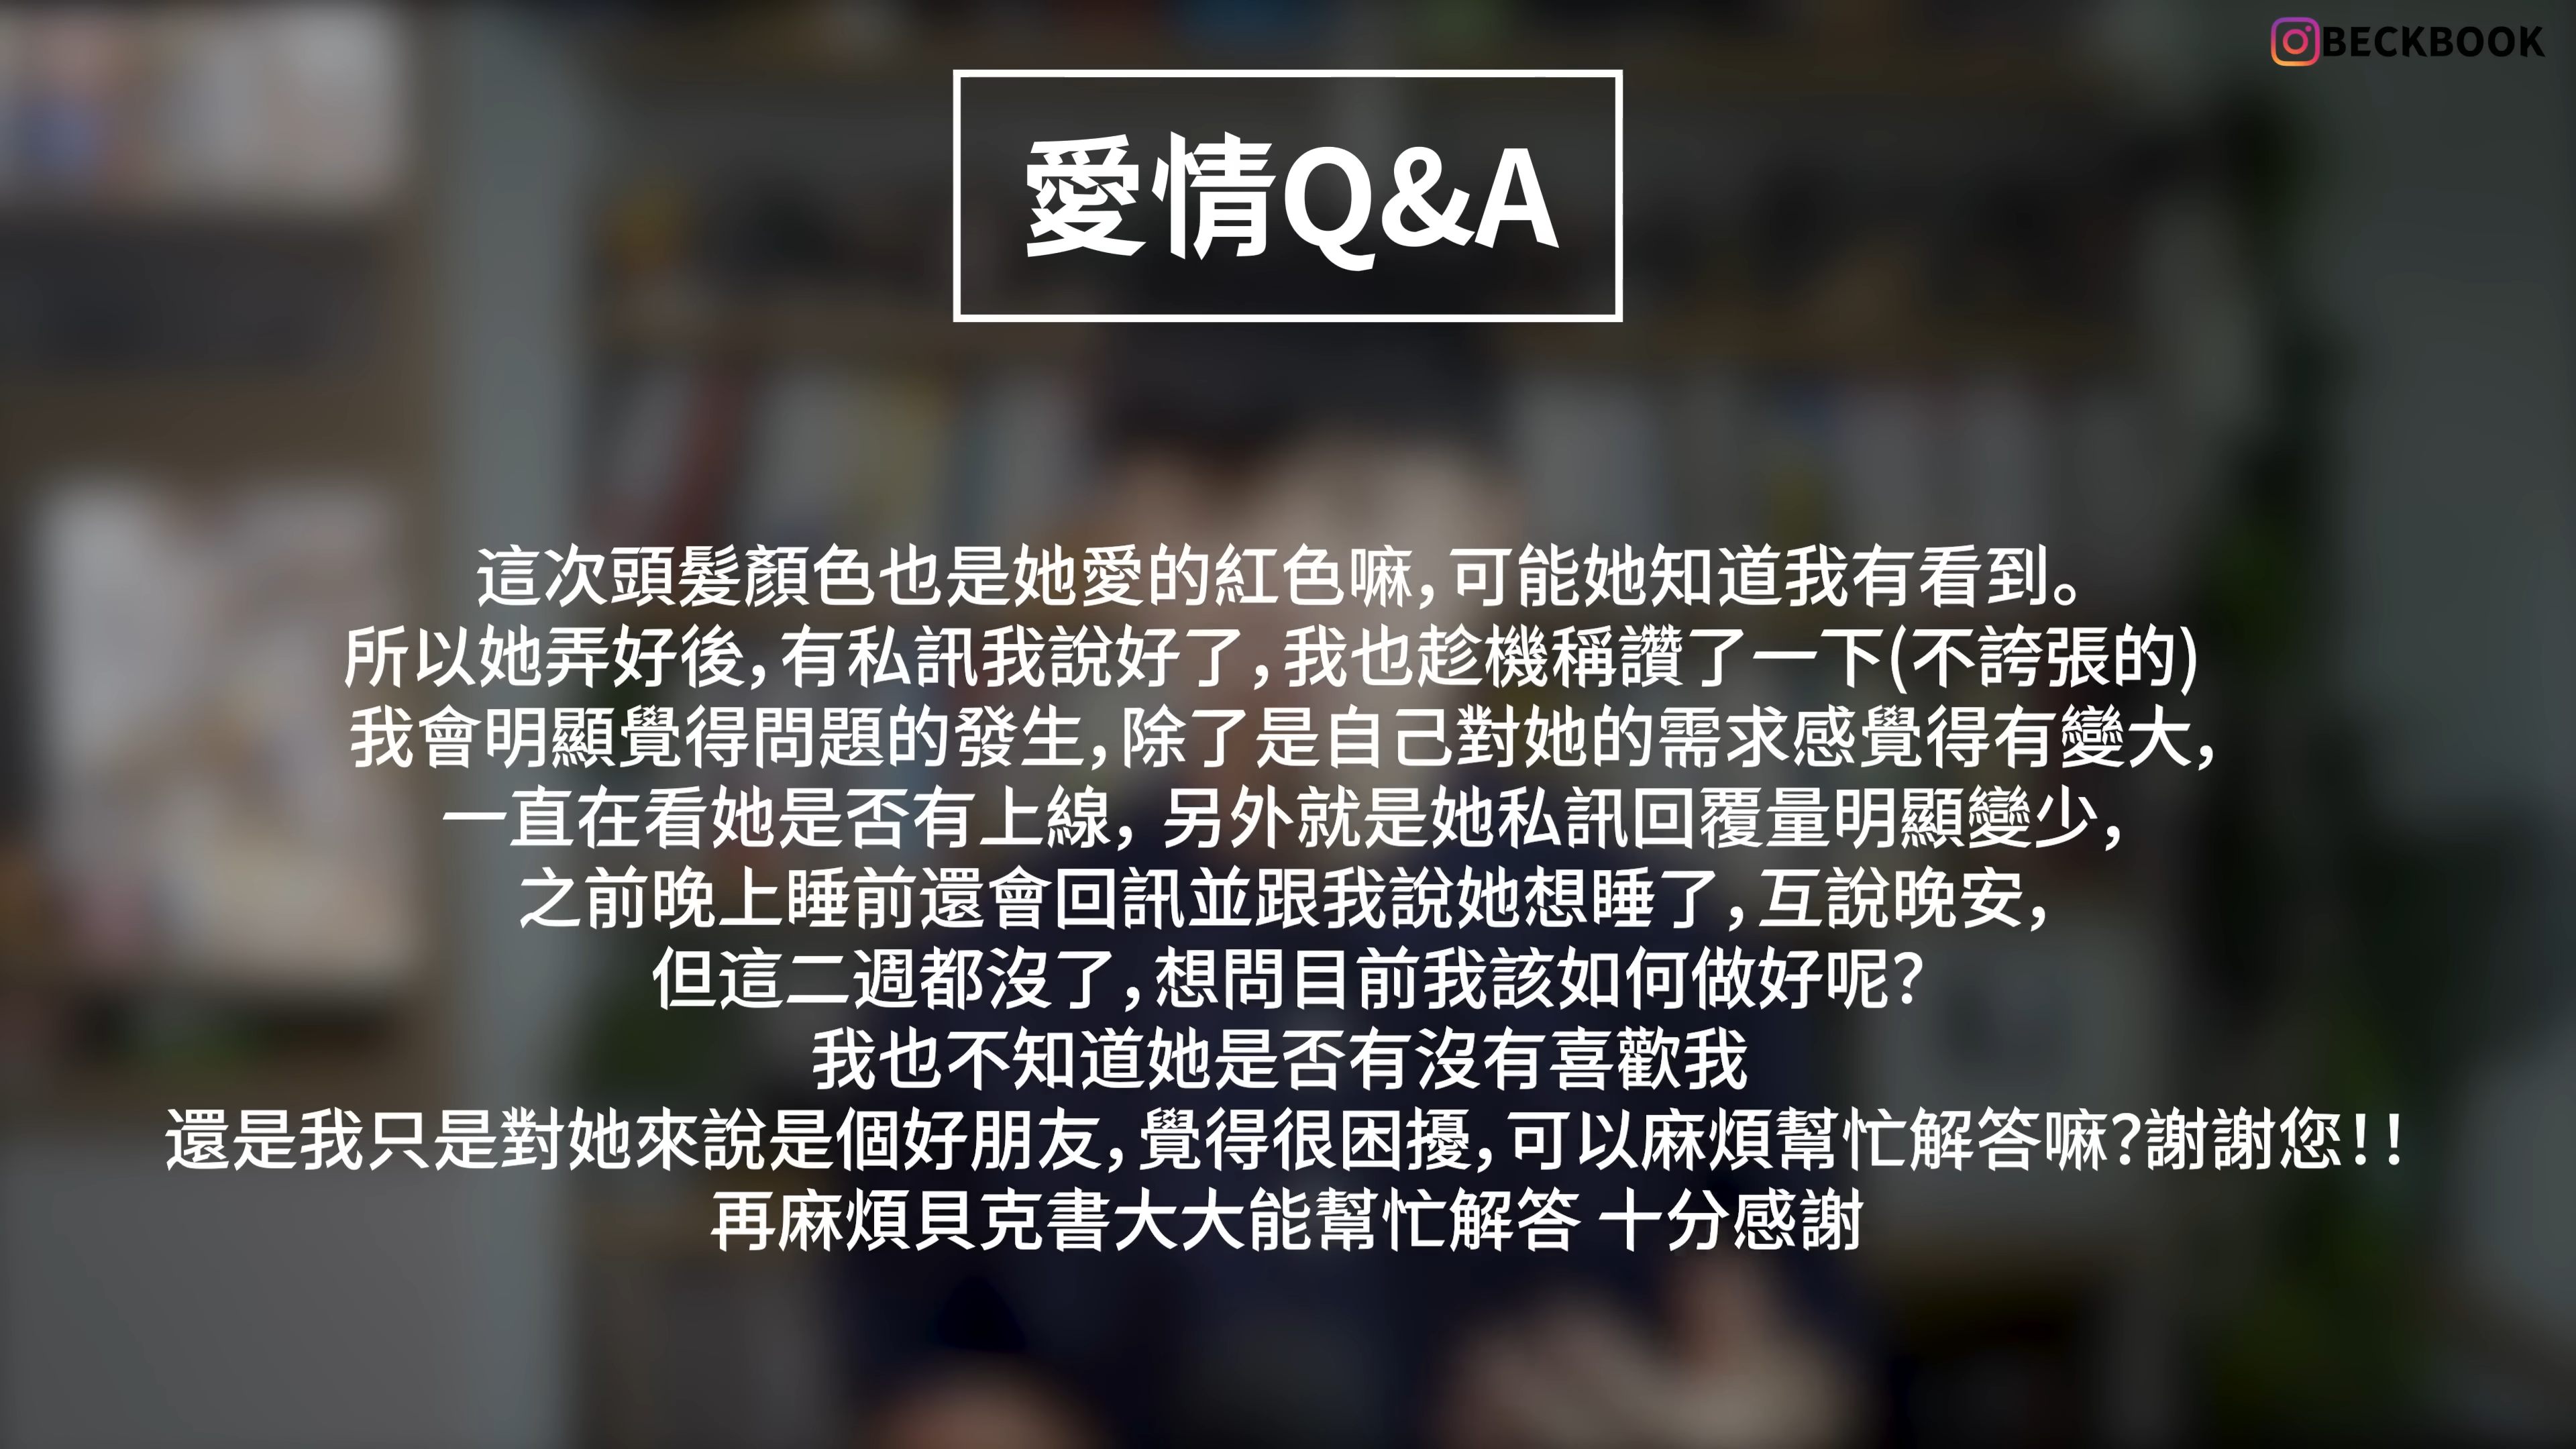 BECKBOOK
愛情Q&A
這次頭髮顏色也是她愛的紅色嘛,可能她知道我有看到。
所以她弄好後,有私訊我說好了,我也趁機稱讚了一下(不誇張的)
我會明顯覺得問題的發生,除了是自己對她的需求感覺得有變大,
一直在看她是否有上線, 另外就是她私訊回覆量明顯變少,
之前晚上睡前還會回訊並跟我說她想睡了,互說晚安,
但這二週都沒了,想問目前我該如何做好呢?
我也不知道她是否有沒有喜歡我
還是我只是對她來說是個好朋友,覺得很困擾,可以麻煩幫忙解答嘛?謝謝您!!
再麻煩貝克書大大能幫忙解答 十分感謝